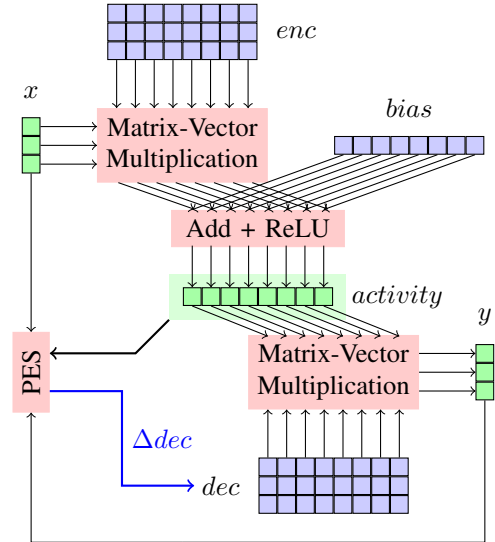 enc
x
Matrix-Vector
Multiplication
bias
Add + ReLU
activity
y
Matrix-Vector
Multiplication
PES
Δdec
dec